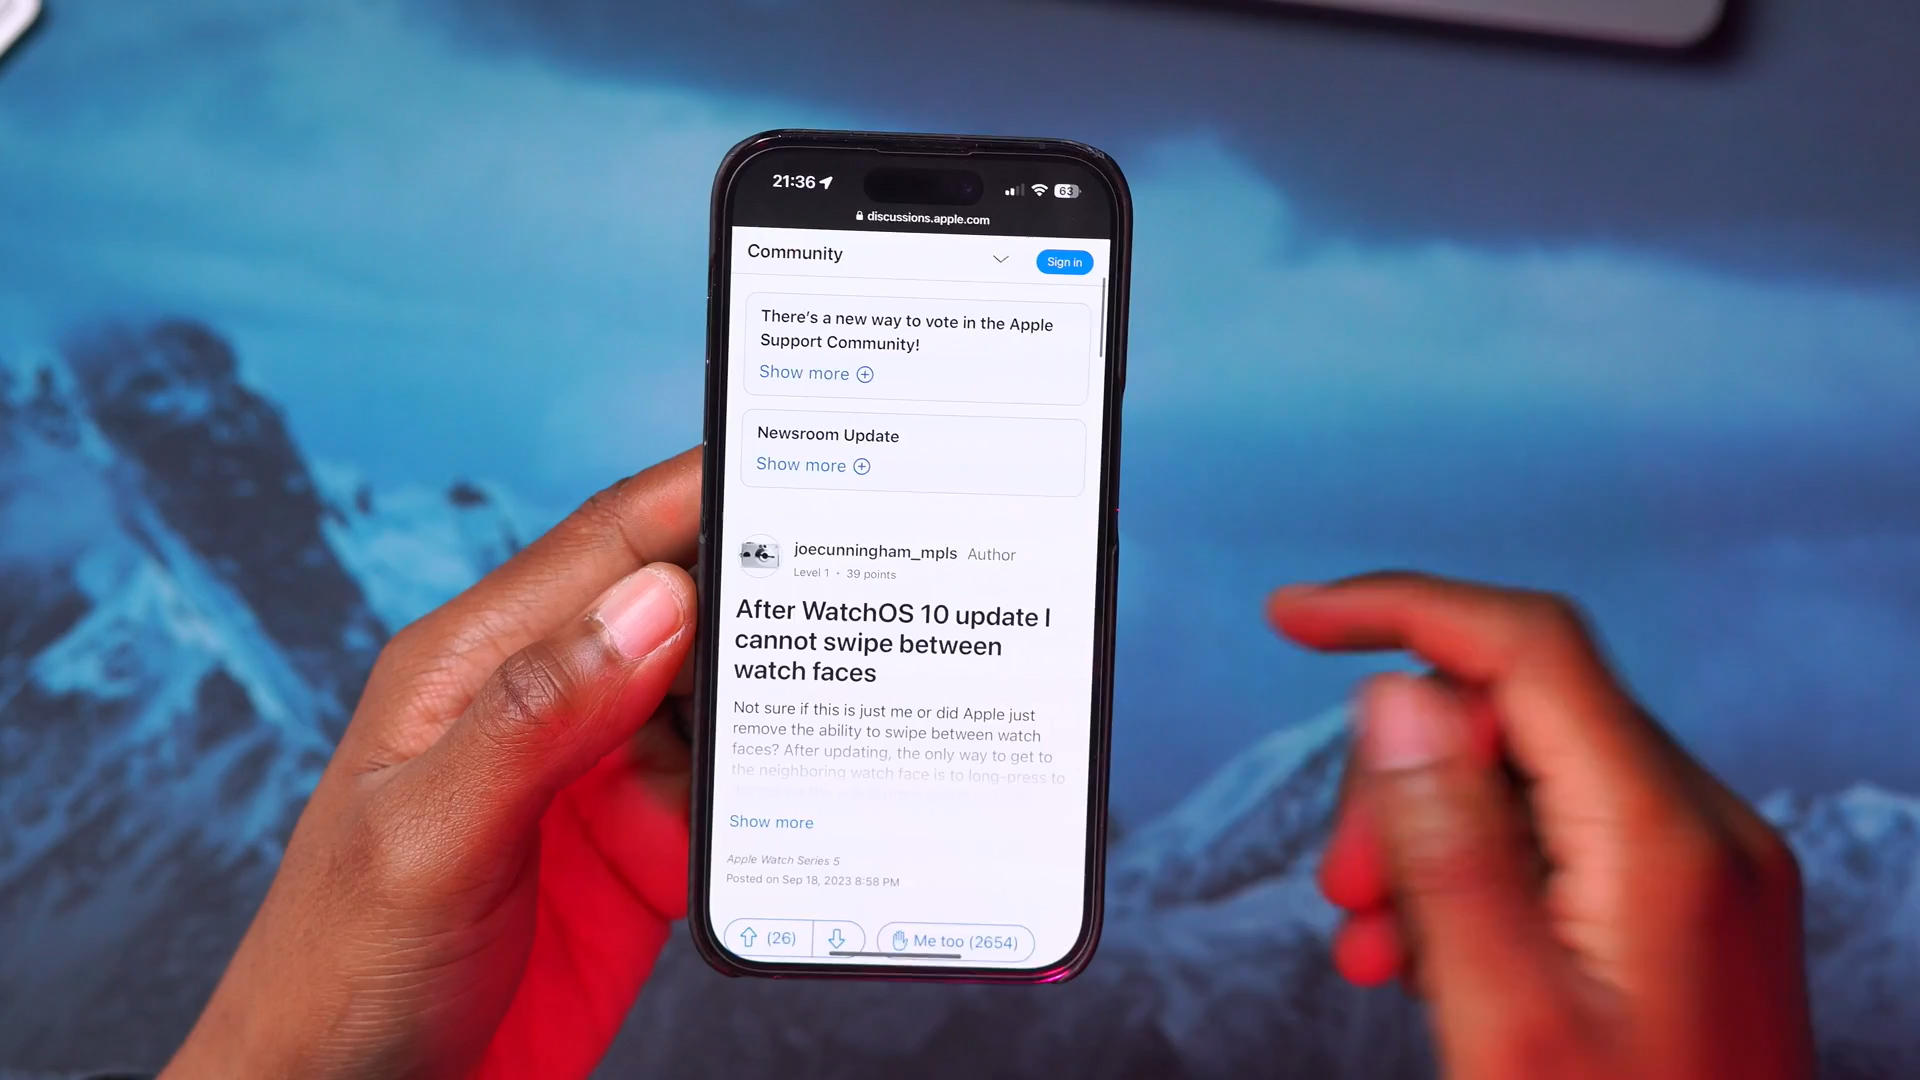 21:36
63
discussions.apple.com
Community
Sign in
There's a new way to vote in the Apple
Support Community!
Show more
Newsroom Update
Show more
joecunningham_mpls Author
Level 1 · 39 points
After WatchOS 10 update I
cannot swipe between
watch faces
Not sure if this is just me or did Apple just
remove the ability to swipe between watch
faces? After updating, the only way to get to
the neighboring watch face is to long-press to
Show more
Apple Watch Series 5
Posted on Sep 18, 2023 8:58 PM
(26)
Me too (2654)